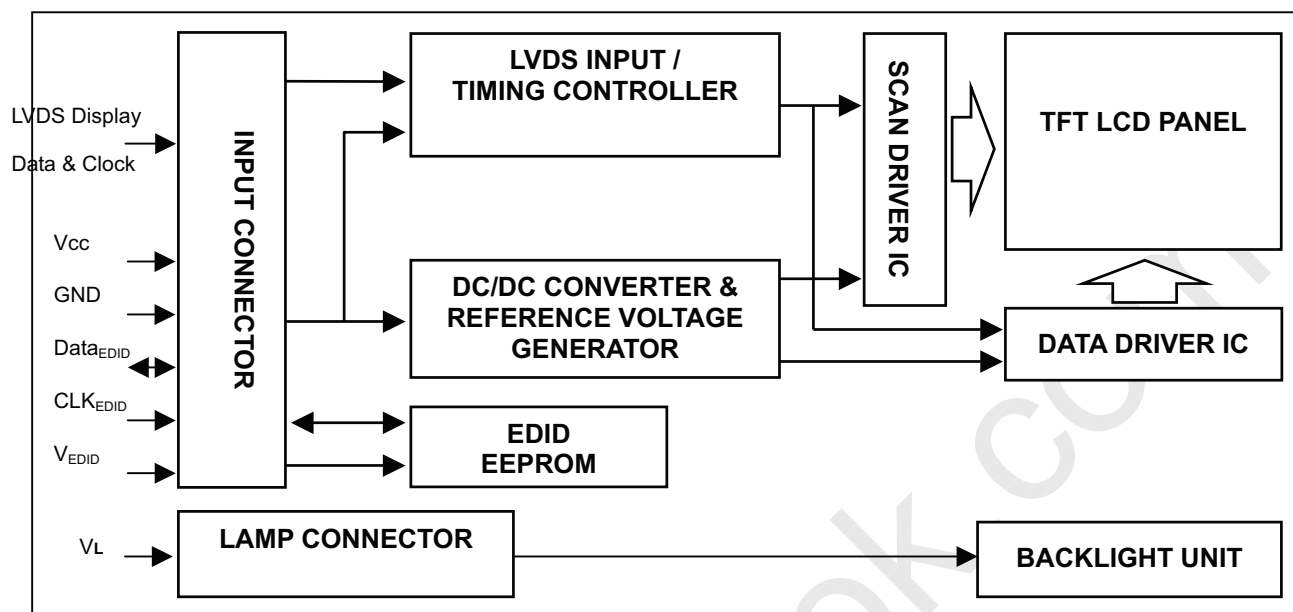 LVDS Display
Data & Clock
Vcc
GND
DataEDID
CLKEDID
VEDID
VL
INPUT CONNECTOR
LVDS INPUT /
TIMING CONTROLLER
DC/DC CONVERTER &
REFERENCE VOLTAGE
GENERATOR
EDID
EEPROM
LAMP CONNECTOR
SCAN DRIVER IC
TFT LCD PANEL
DATA DRIVER IC
BACKLIGHT UNIT